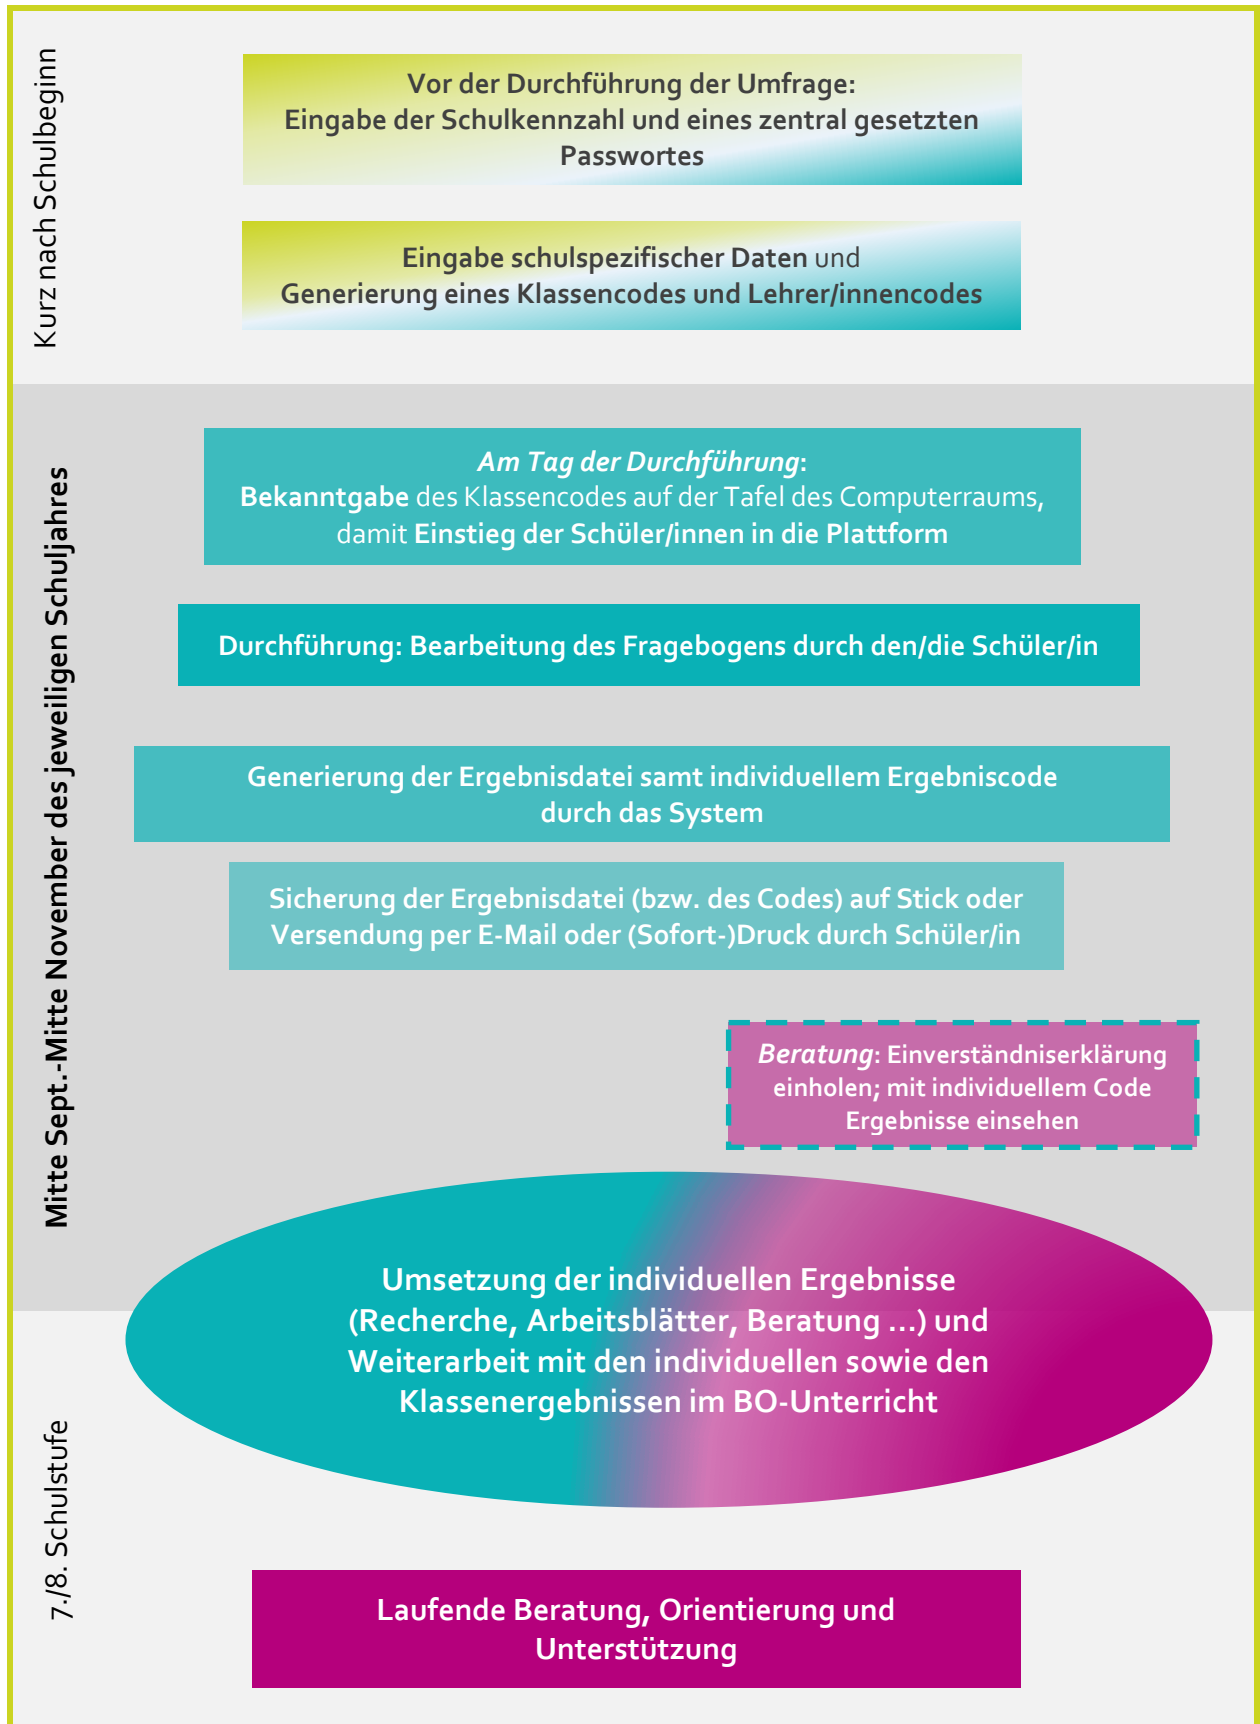 Kurz nach Schulbeginn
Vor der Durchführung der Umfrage:
Eingabe der Schulkennzahl und eines zentral gesetzten
Passwortes
Eingabe schulspezifischer Daten und
Generierung eines Klassencodes und Lehrer/innencodes
Mitte Sept.-Mitte November des jeweiligen Schuljahres
Am Tag der Durchführung:
Bekanntgabe des Klassencodes auf der Tafel des Computerraums,
damit Einstieg der Schüler/innen in die Plattform
Durchführung: Bearbeitung des Fragebogens durch den/die Schüler/in
Generierung der Ergebnisdatei samt individuellem Ergebniscode
durch das System
Sicherung der Ergebnisdatei (bzw. des Codes) auf Stick oder
Versendung per E-Mail oder (Sofort-)Druck durch Schüler/in
Beratung: Einverständniserklärung
einholen; mit individuellem Code
Ergebnisse einsehen
Umsetzung der individuellen Ergebnisse
(Recherche, Arbeitsblätter, Beratung ...) und
Weiterarbeit mit den individuellen sowie den
Klassenergebnissen im BO-Unterricht
7./8. Schulstufe
Laufende Beratung, Orientierung und
Unterstützung